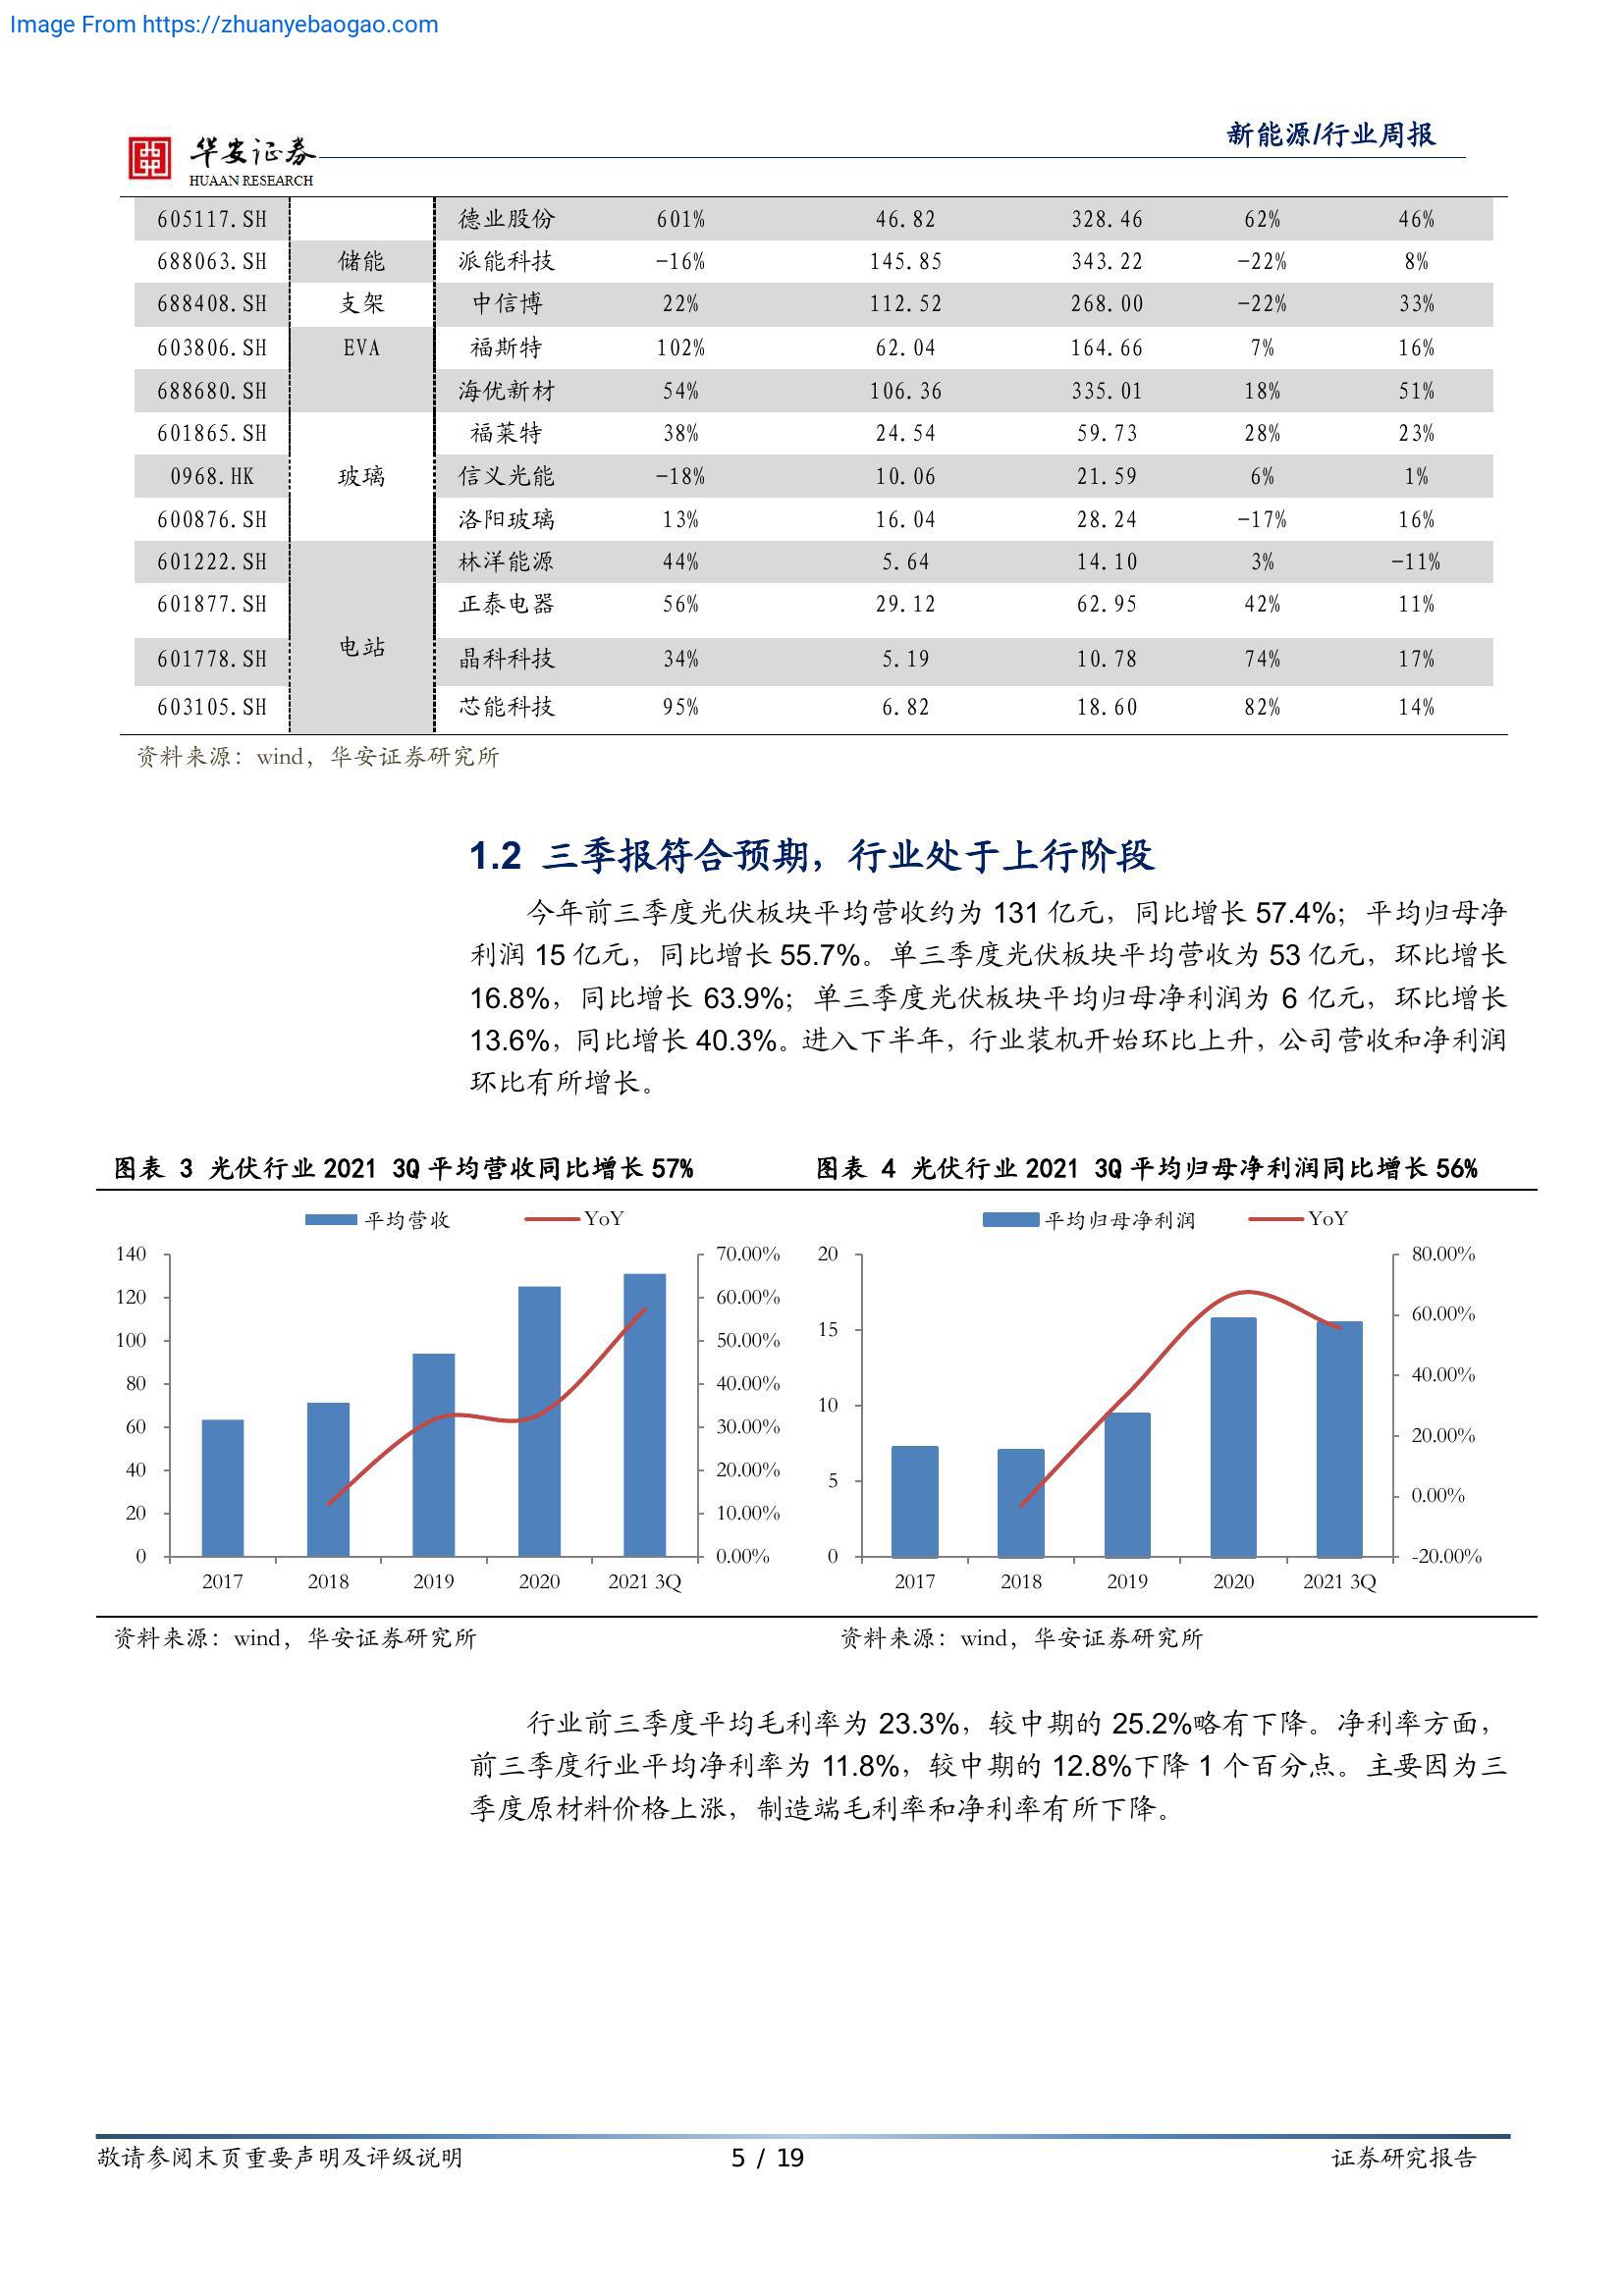 Image From https://zhuanyebaogao.com
华安证券
HUAAN RESEARCH
新能源/行业周报
605117.SH 德业股份 601% 46.82 328.46 62% 46%
688063.SH 储能 派能科技 -16% 145.85 343.22 -22% 8%
688408.SH 支架 中信博 22% 112.52 268.00 -22% 33%
603806.SH EVA 福斯特 102% 62.04 164.66 7% 16%
688680.SH 海优新材 54% 106.36 335.01 18% 51%
601865.SH 福莱特 38% 24.54 59.73 28% 23%
0968.HK 玻璃 信义光能 -18% 10.06 21.59 6% 1%
600876.SH 洛阳玻璃 13% 16.04 28.24 -17% 16%
601222.SH 林洋能源 44% 5.64 14.10 3% -11%
601877.SH 正泰电器 56% 29.12 62.95 42% 11%
电站
601778.SH 晶科科技 34% 5.19 10.78 74% 17%
603105.SH 芯能科技 95% 6.82 18.60 82% 14%
资料来源：wind，华安证券研究所
1.2 三季报符合预期，行业处于上行阶段
今年前三季度光伏板块平均营收约为 131 亿元，同比增长 57.4%；平均归母净
利润 15 亿元，同比增长 55.7%。单三季度光伏板块平均营收为 53 亿元，环比增长
16.8%，同比增长 63.9%；单三季度光伏板块平均归母净利润为 6 亿元，环比增长
13.6%，同比增长 40.3%。进入下半年，行业装机开始环比上升，公司营收和净利润
环比有所增长。
图表 3 光伏行业 2021 3Q 平均营收同比增长 57%
平均营收 YoY
140 70.00%
120 60.00%
100 50.00%
80 40.00%
60 30.00%
40 20.00%
20 10.00%
0 0.00%
2017 2018 2019 2020 2021 3Q
资料来源：wind，华安证券研究所
图表 4 光伏行业 2021 3Q 平均归母净利润同比增长 56%
平均归母净利润 YoY
20 80.00%
60.00%
15
40.00%
10
20.00%
5
0.00%
0 -20.00%
2017 2018 2019 2020 2021 3Q
资料来源：wind，华安证券研究所
行业前三季度平均毛利率为 23.3%，较中期的 25.2%略有下降。净利率方面，
前三季度行业平均净利率为 11.8%，较中期的 12.8%下降 1 个百分点。主要因为三
季度原材料价格上涨，制造端毛利率和净利率有所下降。
敬请参阅末页重要声明及评级说明 5 / 19 证券研究报告